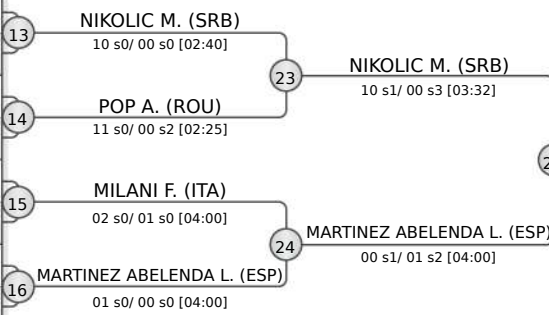 13
NIKOLIC M. (SRB)
10 s0/ 00 s0 [02:40]
23
NIKOLIC M. (SRB)
10 s1/ 00 s3 [03:32]
14
POP A. (ROU)
11 s0/ 00 s2 [02:25]
15
MILANI F. (ITA)
02 s0/ 01 s0 [04:00]
24
MARTINEZ ABELENDA L. (ESP)
00 s1/ 01 s2 [04:00]
16
MARTINEZ ABELENDA L. (ESP)
01 s0/ 00 s0 [04:00]